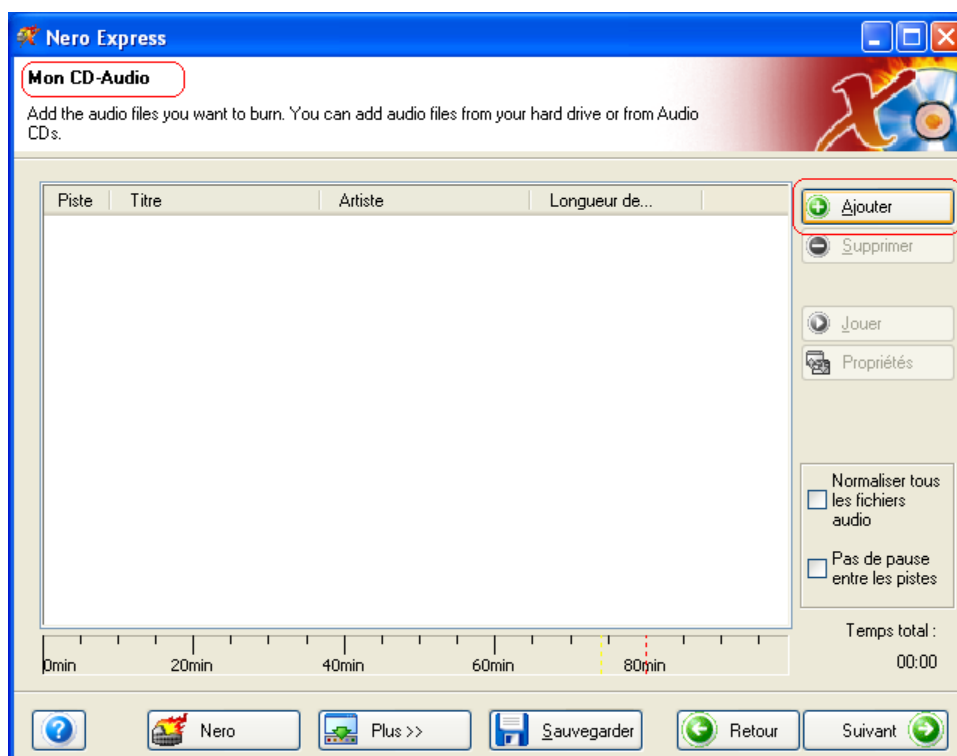 Nero Express
Mon CD-Audio
Add the audio files you want to burn. You can add audio files from your hard drive or from Audio
CDs.
Piste Titre Artiste Longueur de...
Ajouter
Supprimer
Jouer
Propriétés
Normaliser tous
les fichiers
audio
Pas de pause
entre les pistes
Temps total :
00:00
0min 20min 40min 60min 80min
Nero Plus >> Sauvegarder Retour Suivant